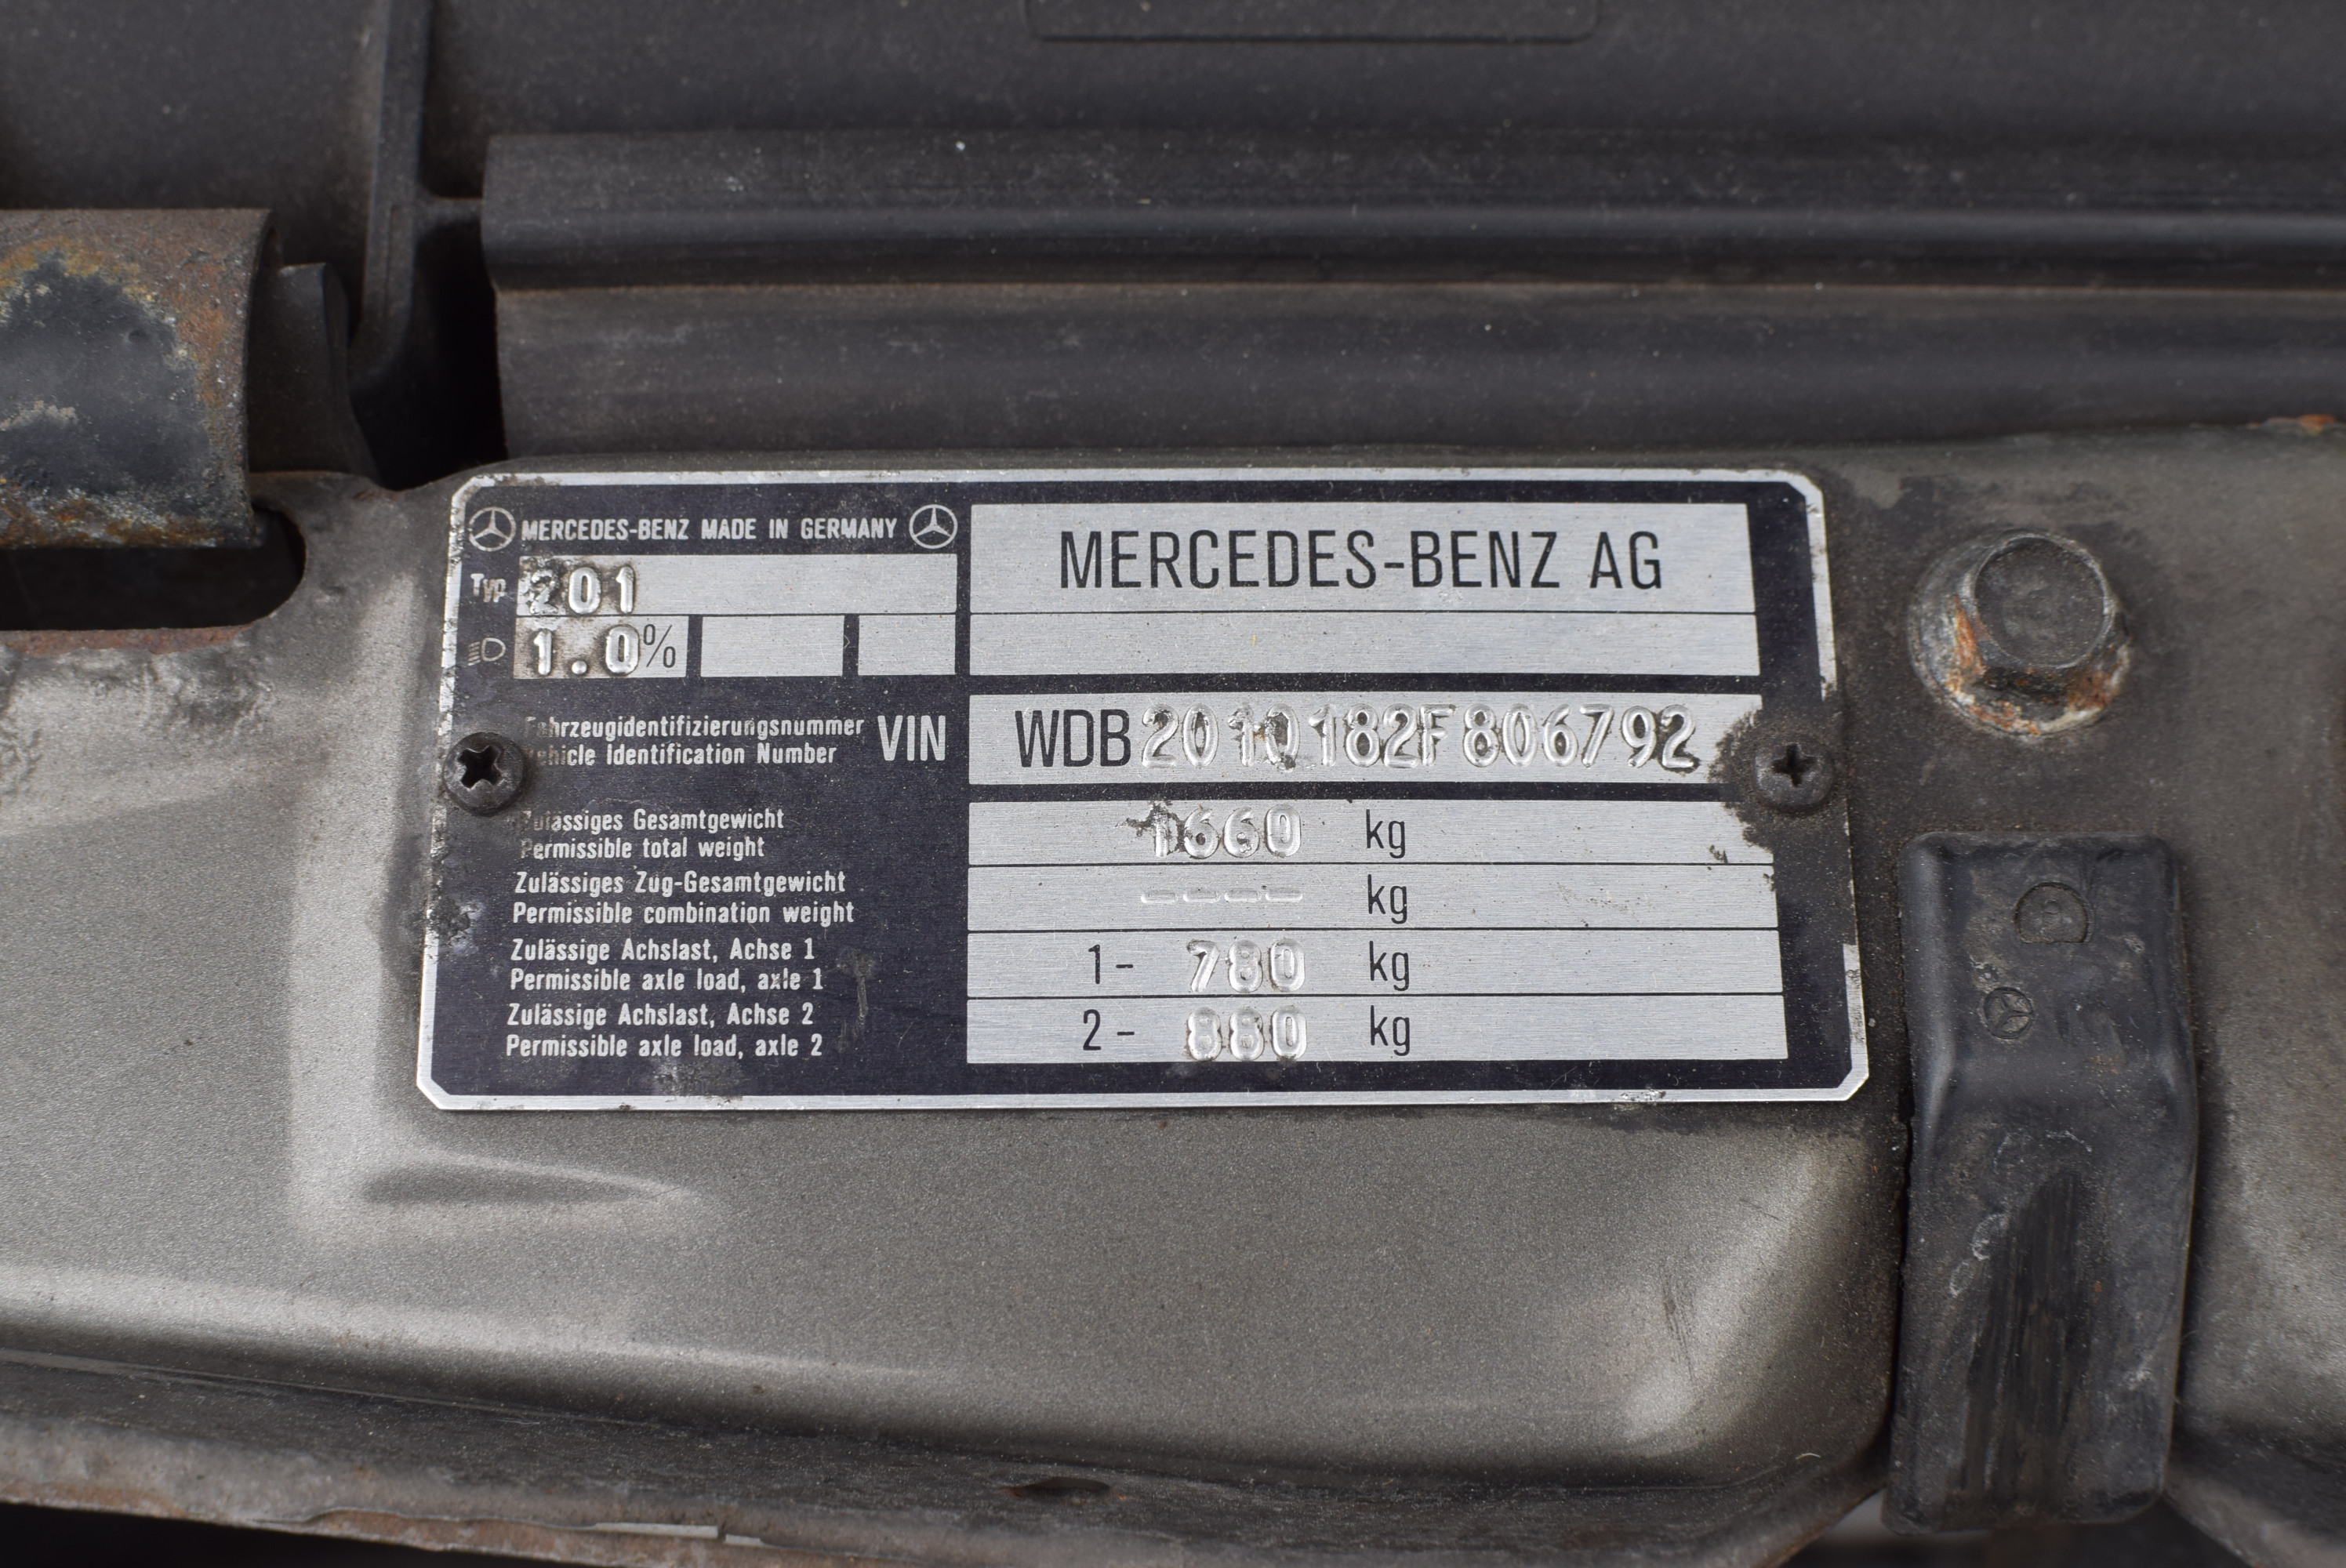 MERCEDES-BENZ MADE IN GERMANY
Typ 201
1.0%
MERCEDES-BENZ AG
Fahrzeugidentifizierungsnummer
Vehicle Identification Number
VIN WDB2010182F806792
Zulässiges Gesamtgewicht
Permissible total weight
1660 kg
Zulässiges Zug-Gesamtgewicht
Permissible combination weight
---- kg
Zulässige Achslast, Achse 1
Permissible axle load, axle 1
1- 780 kg
Zulässige Achslast, Achse 2
Permissible axle load, axle 2
2- 880 kg